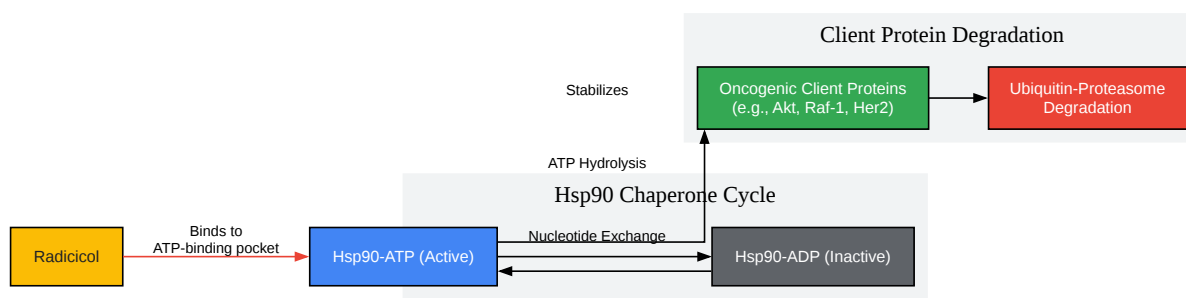 Client Protein Degradation
Stabilizes
Oncogenic Client Proteins
(e.g., Akt, Raf-1, Her2)
Ubiquitin-Proteasome
Degradation
ATP Hydrolysis
Hsp90 Chaperone Cycle
Radicicol
Binds to
ATP-binding pocket
Hsp90-ATP (Active)
Nucleotide Exchange
Hsp90-ADP (Inactive)